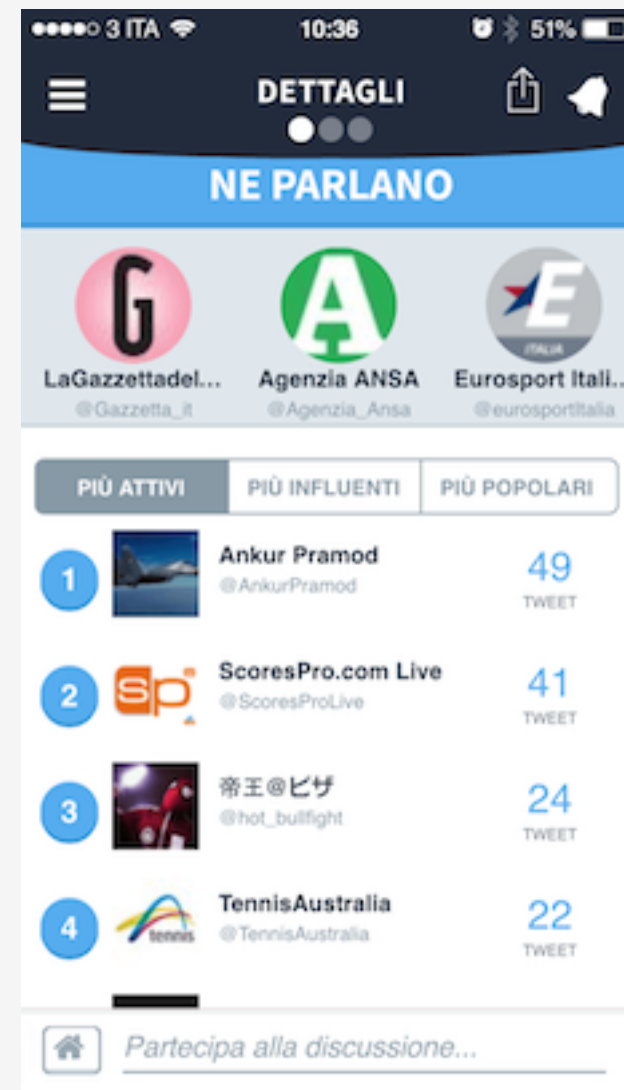 3 ITA 10:36 51%
DETTAGLI
NE PARLANO
G A E
ITALIA
LaGazzettadel... Agenzia ANSA Eurosport Itali...
@Gazzetta_it @Agenzia_Ansa @eurosportitalia
PIÙ ATTIVI PIÙ INFLUENTI PIÙ POPOLARI
1 Ankur Pramod 49
@AnkurPramod TWEET
2 sp ScoresPro.com Live 41
@ScoresProLive TWEET
3 帝王@ピザ 24
@hot_bullfight TWEET
4 tennis TennisAustralia 22
@TennisAustralia TWEET
Partecipa alla discussione...